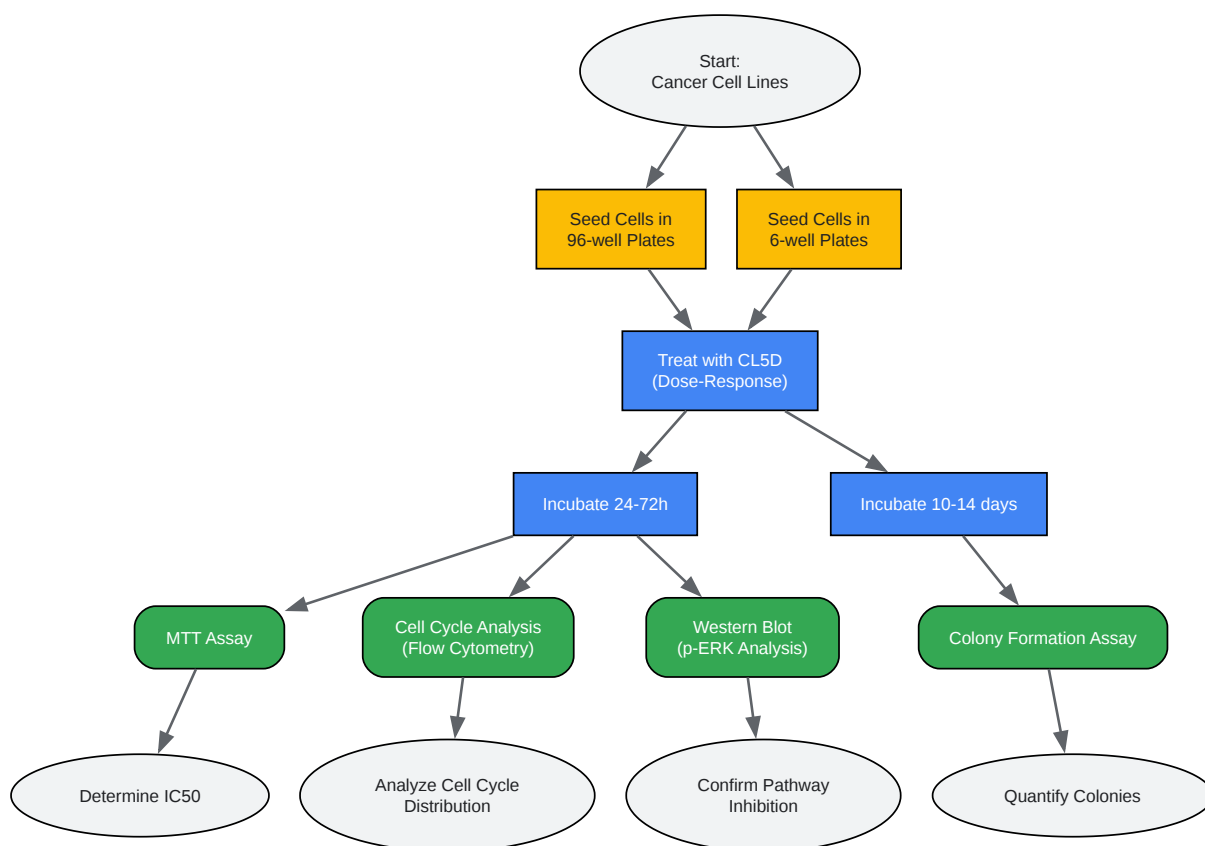 Start:
Cancer Cell Lines
Seed Cells in
96-well Plates
Seed Cells in
6-well Plates
Treat with CL5D
(Dose-Response)
Incubate 24-72h
Incubate 10-14 days
MTT Assay
Cell Cycle Analysis
(Flow Cytometry)
Western Blot
(p-ERK Analysis)
Colony Formation Assay
Determine IC50
Analyze Cell Cycle
Distribution
Confirm Pathway
Inhibition
Quantify Colonies